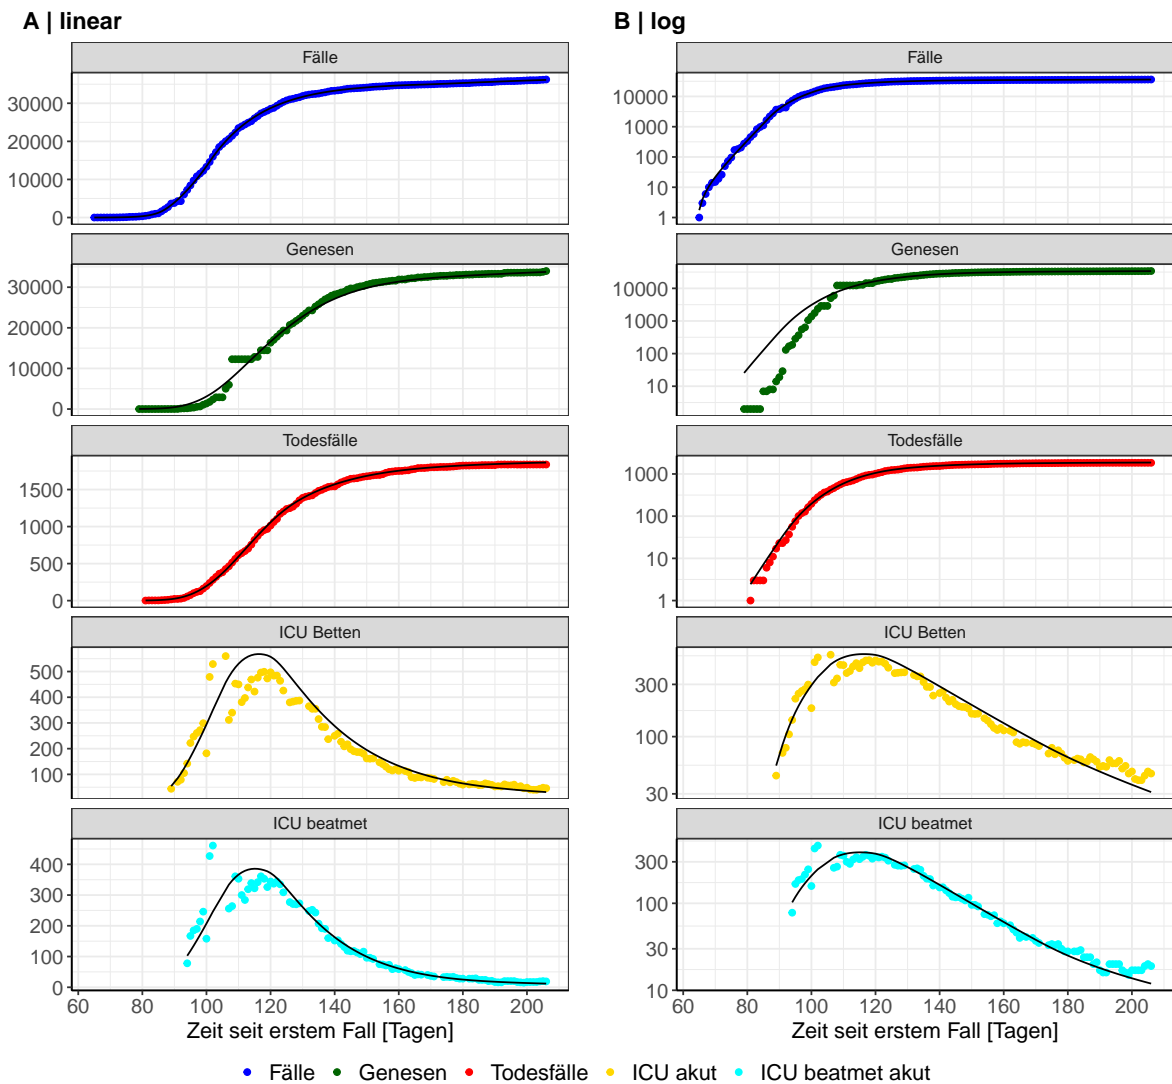 A | linear
B | log
Fälle
Fälle
30000
20000
10000
0
10000
1000
100
10
1
Genesen
Genesen
30000
20000
10000
0
10000
1000
100
10
Todesfälle
Todesfälle
1500
1000
500
0
1000
100
10
1
ICU Betten
ICU Betten
500
400
300
200
100
300
100
30
ICU beatmet
ICU beatmet
400
300
200
100
0
300
100
30
10
60 80 100 120 140 160 180 200
60 80 100 120 140 160 180 200
Zeit seit erstem Fall [Tagen]
Zeit seit erstem Fall [Tagen]
Fälle Genesen Todesfälle ICU akut ICU beatmet akut